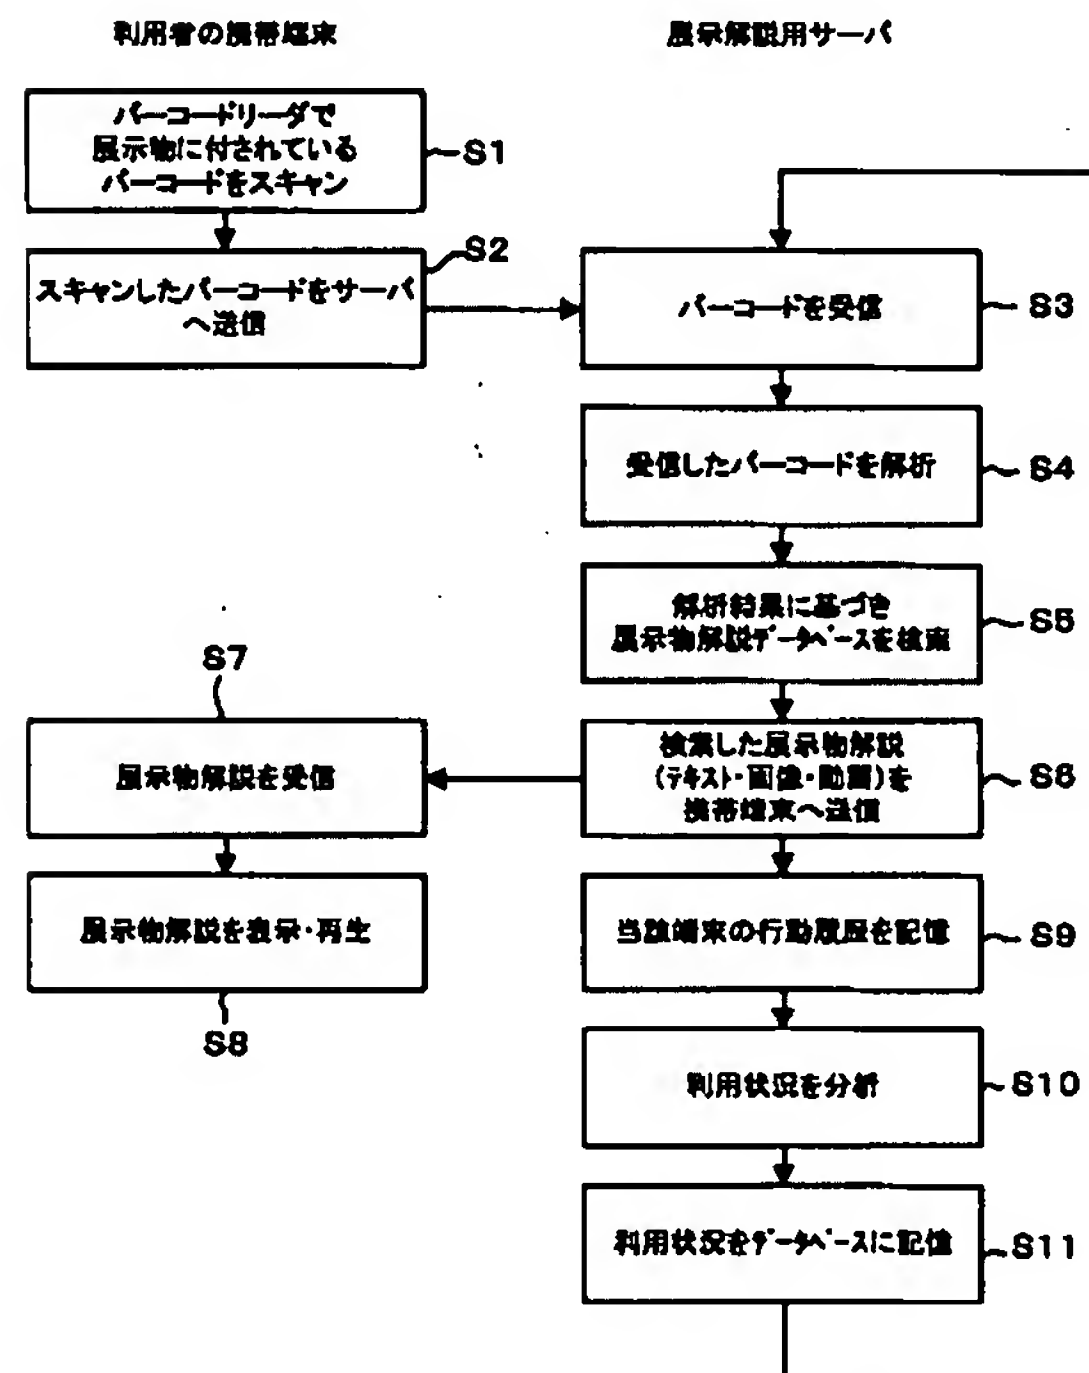 利用者の携帯端末
展示解説用サーバ
バーコードリーダで
展示物に付されている
バーコードをスキャン
S1
スキャンしたバーコードをサーバ
へ送信
S2
バーコードを受信
S3
受信したバーコードを解析
S4
解析結果に基づき
展示物解説データベースを検索
S5
検索した展示物解説
(テキスト・画像・動画)を
携帯端末へ送信
S6
S7
展示物解説を受信
展示物解説を表示・再生
S8
当該端末の行動履歴を記憶
S9
利用状況を分析
S10
利用状況をデータベースに記憶
S11